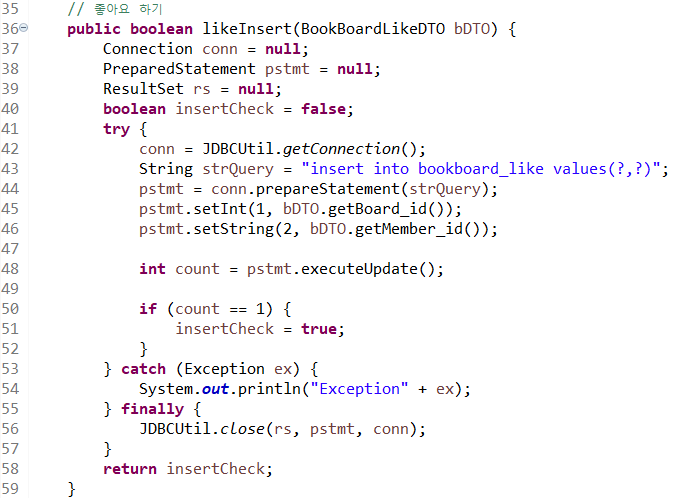 35     // 좋아요 하기
36     public boolean likeInsert(BookBoardLikeDTO bDTO) {
37         Connection conn = null;
38         PreparedStatement pstmt = null;
39         ResultSet rs = null;
40         boolean insertCheck = false;
41         try {
42             conn = JDBCUtil.getConnection();
43             String strQuery = "insert into bookboard_like values(?,?)";
44             pstmt = conn.prepareStatement(strQuery);
45             pstmt.setInt(1, bDTO.getBoard_id());
46             pstmt.setString(2, bDTO.getMember_id());
47
48             int count = pstmt.executeUpdate();
49
50             if (count == 1) {
51                 insertCheck = true;
52             }
53         } catch (Exception ex) {
54             System.out.println("Exception" + ex);
55         } finally {
56             JDBCUtil.close(rs, pstmt, conn);
57         }
58         return insertCheck;
59     }